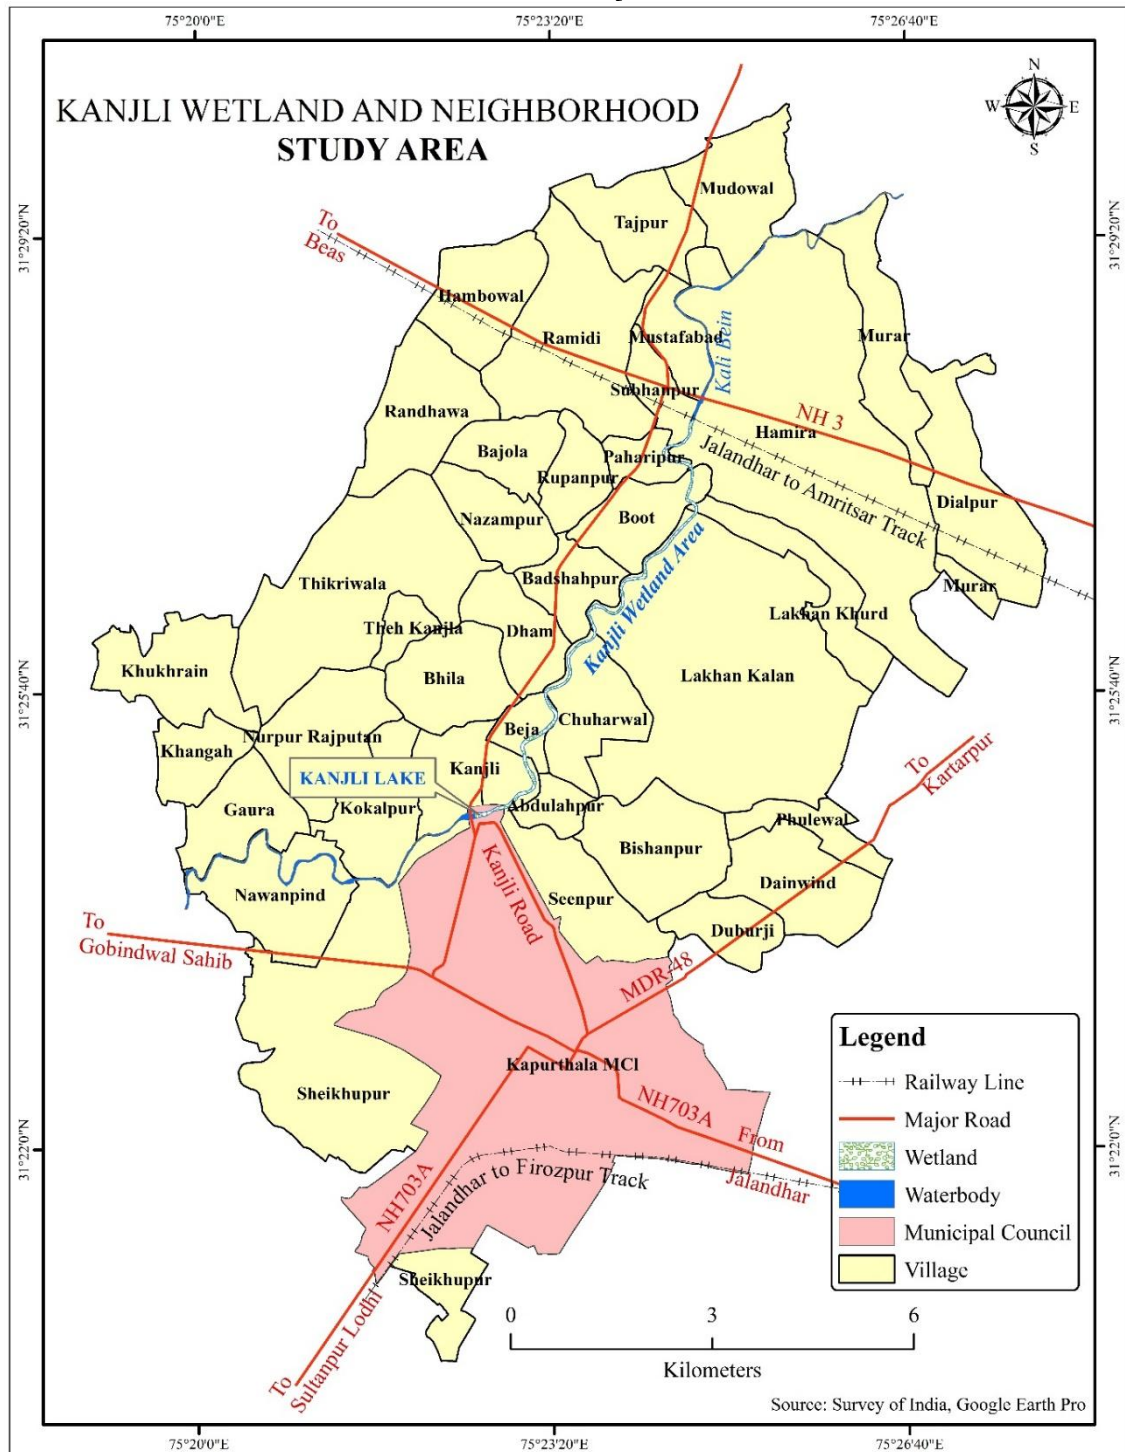 75°20'0"E
75°23'20"E
75°26'40"E
KANJLI WETLAND AND NEIGHBORHOOD
STUDY AREA
N
W
E
S
31°29'20"N
31°29'20"N
To
Beas
Mudowal
Tajpur
Hambowal
Ramidi
Mustafabad
Kali Bein
Murar
Subhanpur
Randhawa
NH 3
Hamira
Bajola
Paharipur
Rupanpur
Jalandhar to Amritsar Track
Dialpur
Nazampur
Boot
Badshahpur
Thikriwala
Kanjli Wetland Area
Murar
Lakhan Khurd
Theh Kanjla
Dham
Khukhrain
Bhila
Lakhan Kalan
31°25'40"N
31°25'40"N
Chuharwal
Beja
Nurpur Rajputan
Khangah
To
Kartarpur
Kanjli
KANJLI LAKE
Gaura
Kokalpur
Abdulahpur
Phulewal
Bishanpur
Dainwind
Nawanpind
Seenpur
Kanjli Road
Duburji
To
Gobindwal Sahib
MDR-48
Kapurthala MCl
Sheikhupur
NH703A
From
Jalandhar
31°22'0"N
31°22'0"N
Jalandhar to Firozpur Track
NH703A
Sheikhupur
To
Sultanpur Lodhi
Legend
Railway Line
Major Road
Wetland
Waterbody
Municipal Council
Village
0 3 6
Kilometers
Source: Survey of India, Google Earth Pro
75°20'0"E
75°23'20"E
75°26'40"E